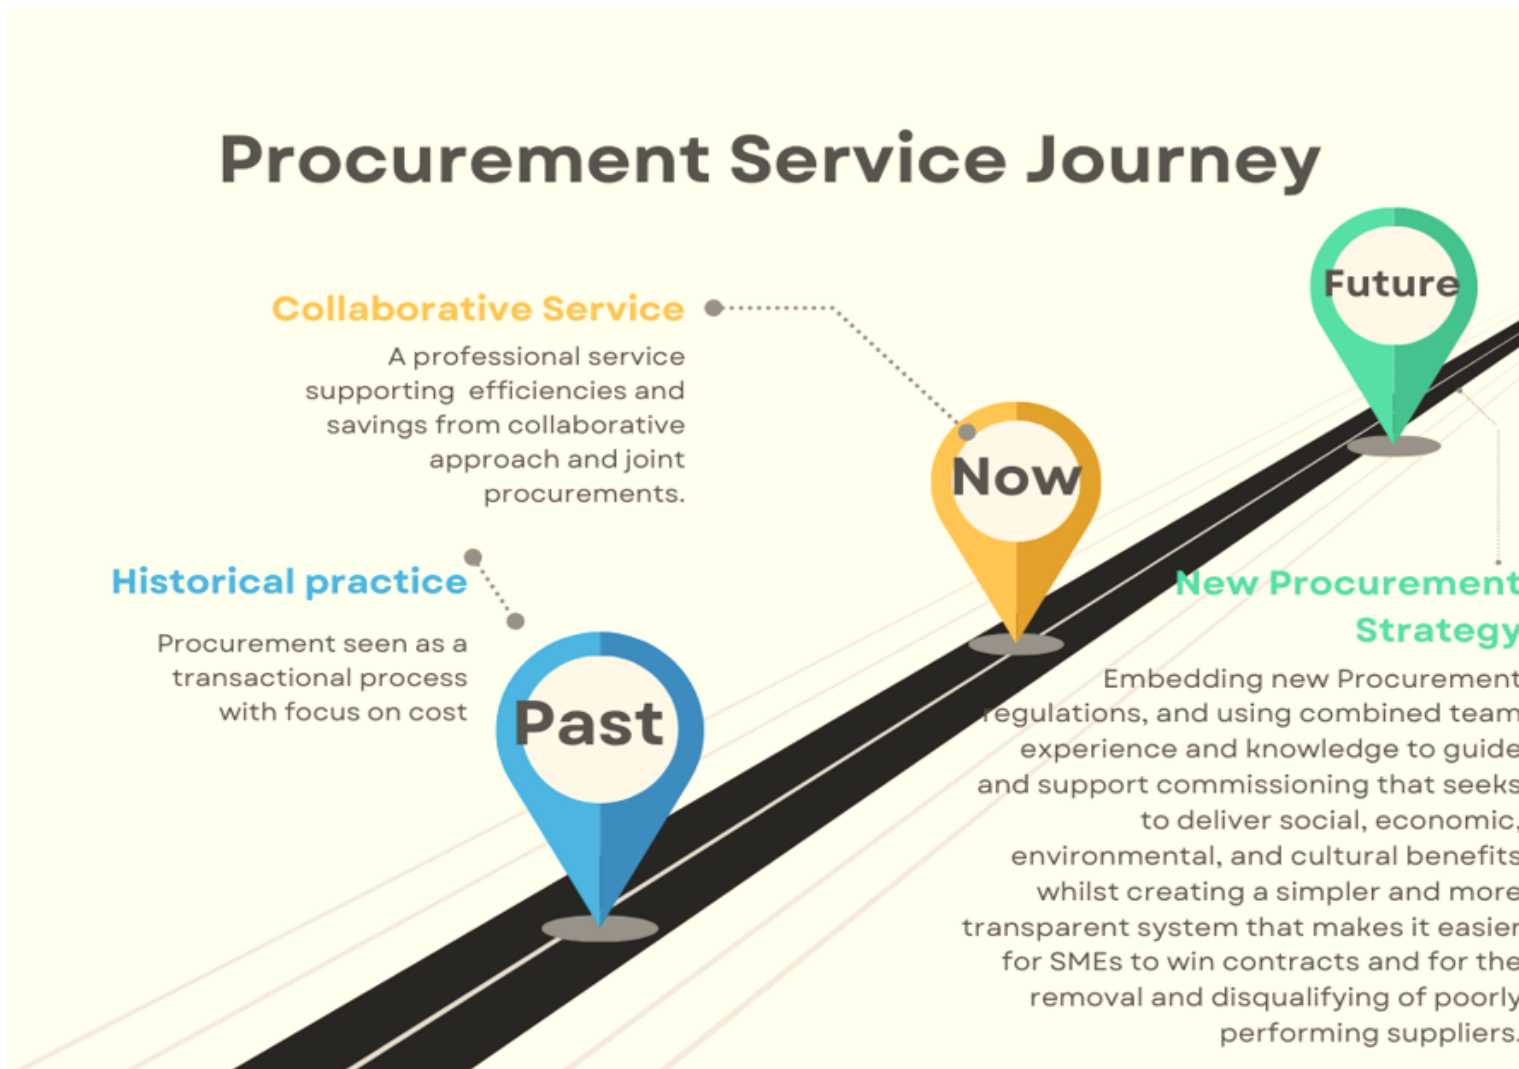 Procurement Service Journey
Future
Collaborative Service
A professional service
supporting efficiencies and
savings from collaborative
approach and joint
procurements.
Now
Historical practice
Procurement seen as a
transactional process
with focus on cost
Past
New Procurement
Strategy
Embedding new Procurement
regulations, and using combined team
experience and knowledge to guide
and support commissioning that seeks
to deliver social, economic,
environmental, and cultural benefits
whilst creating a simpler and more
transparent system that makes it easier
for SMEs to win contracts and for the
removal and disqualifying of poorly
performing suppliers.